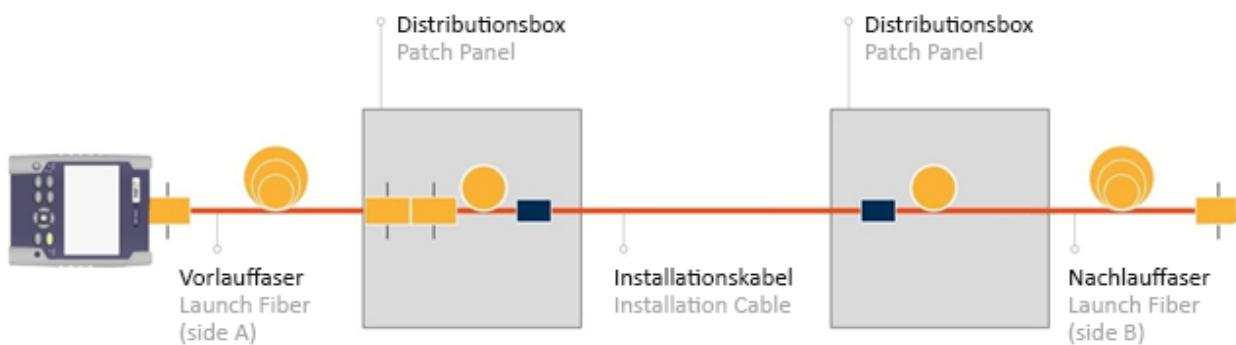 Distributionsbox
Patch Panel
Distributionsbox
Patch Panel
Vorlauffaser
Launch Fiber
(side A)
Installationskabel
Installation Cable
Nachlauffaser
Launch Fiber
(side B)